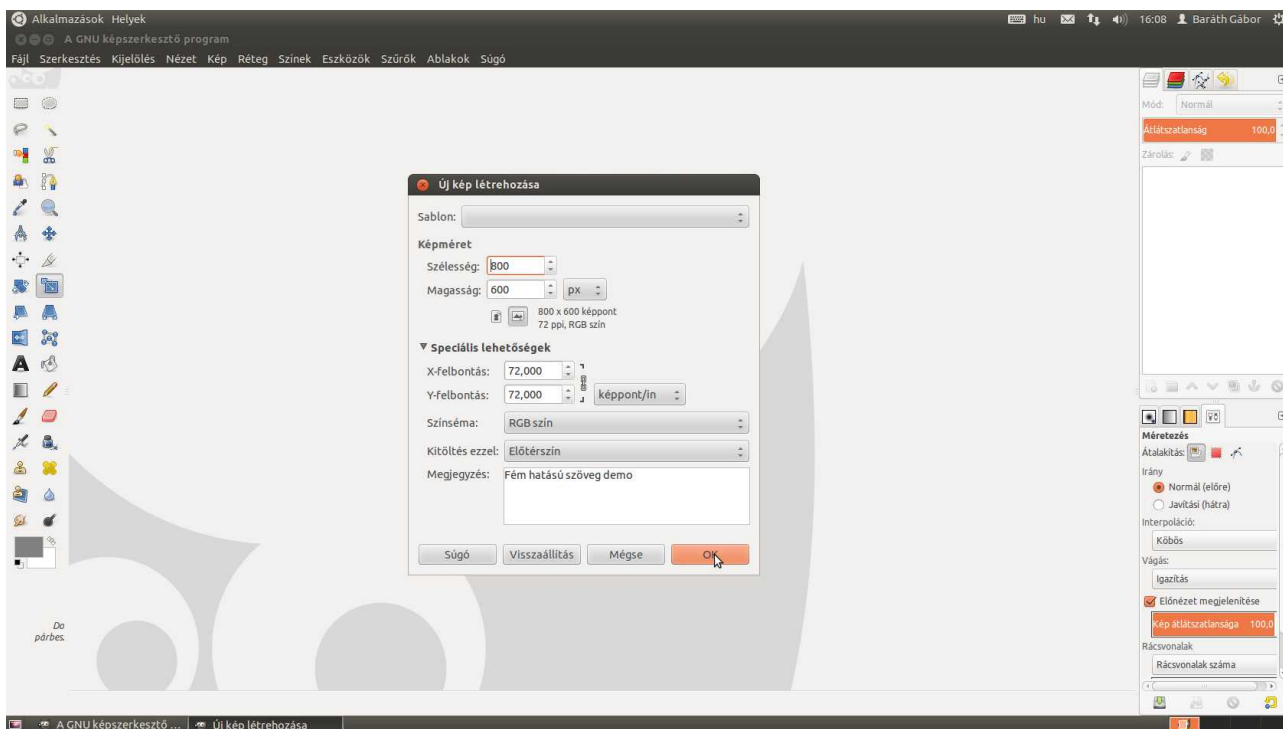 Alkalmazások Helyek hu 16:08 Baráth Gábor
A GNU képszerkesztő program
Fájl Szerkesztés Kijelölés Nézet Kép Réteg Színek Eszközök Szűrők Ablakok Súgó
Mód: Normál
Átlátszatlanság 100,0
Zárolás:
Új kép létrehozása
Sablon:
Képméret
Szélesség: 800
Magasság: 600 px
800 x 600 képpont
72 ppi, RGB szín
Speciális lehetőségek
X-felbontás: 72,000
Y-felbontás: 72,000 képpont/in
Színséma: RGB szín
Kitöltés ezzel: Előtérszín
Megjegyzés: Fém hatású szöveg demo
Súgó Visszaállítás Mégse OK
Méretezés
Átalakítás:
Irány
Normál (előre)
Javítási (hátra)
Interpoláció:
Köbös
Vágás:
Igazítás
Előnézet megjelenítése
Kép átlátszatlansága 100,0
Rácsvonalak
Rácsvonalak száma
Do
párbes.
A GNU képszerkesztő ... Új kép létrehozása